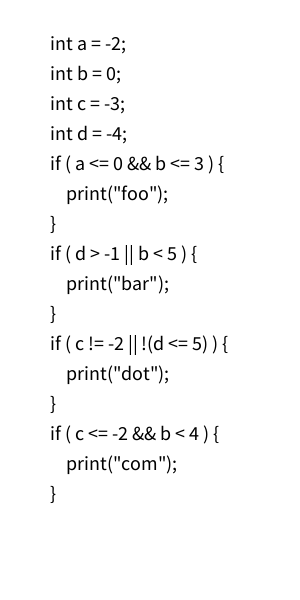 int a = -2;
int b = 0;
int c = -3;
int d = -4;
if ( a <= 0 && b <= 3 ) {
    print("foo");
}
if ( d > -1 || b < 5 ) {
    print("bar");
}
if ( c != -2 || !(d <= 5) ) {
    print("dot");
}
if ( c <= -2 && b < 4 ) {
    print("com");
}